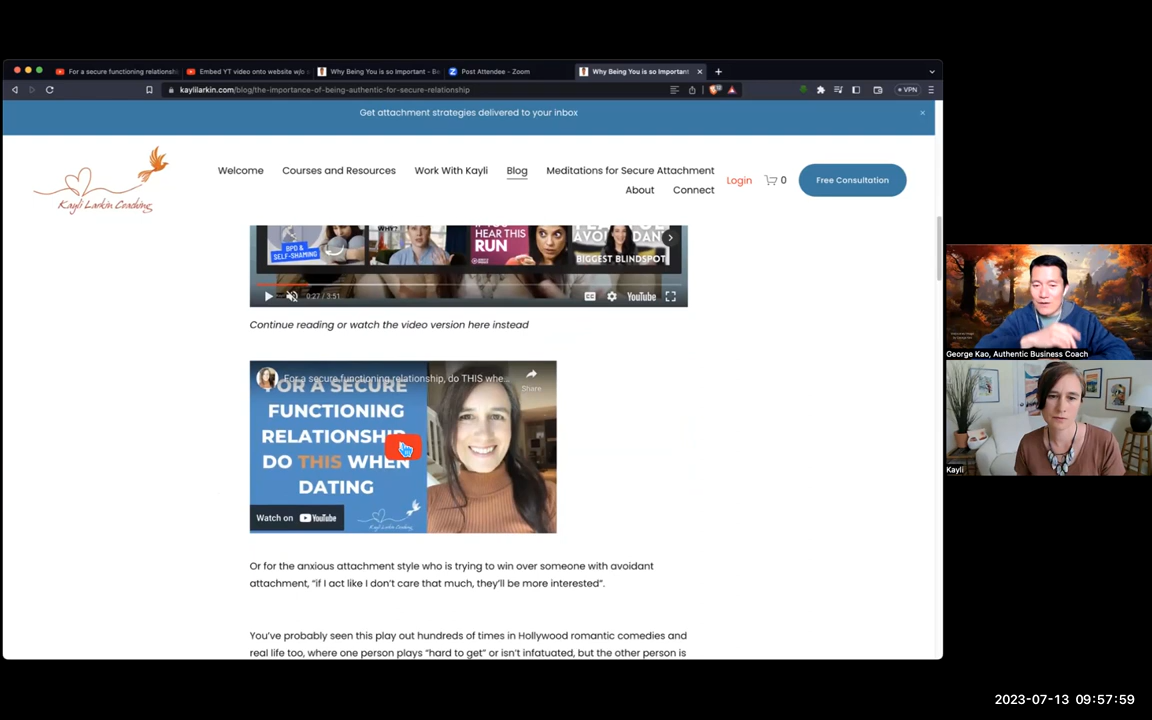 For a secure functioning relationsh
Embed YT video onto website w/o
Why Being You is so Important – Be
Post Attendee - Zoom
Why Being You is so Important
kaylilarkin.com/blog/the-importance-of-being-authentic-for-secure-relationship
VPN
Get attachment strategies delivered to your inbox
Kayli Larkin Coaching
Welcome
Courses and Resources
Work With Kayli
Blog
Meditations for Secure Attachment
About
Connect
Login
0
Free Consultation
BPD &
SELF-SHAMING
WHY?
HEAR THIS
RUN
AVOIDANT
BIGGEST BLINDSPOT
0:27 / 3:51
CC
YouTube
Continue reading or watch the video version here instead
For a secure functioning relationship, do THIS whe...
Share
FOR A SECURE
FUNCTIONING
RELATIONSHIP
DO THIS WHEN
DATING
Watch on YouTube
Kayli Larkin Coaching
Or for the anxious attachment style who is trying to win over someone with avoidant
attachment, “if I act like I don’t care that much, they’ll be more interested”.
You’ve probably seen this play out hundreds of times in Hollywood romantic comedies and
real life too, where one person plays “hard to get” or isn’t infatuated, but the other person is
George Kao, Authentic Business Coach
Kayli
2023-07-13 09:57:59